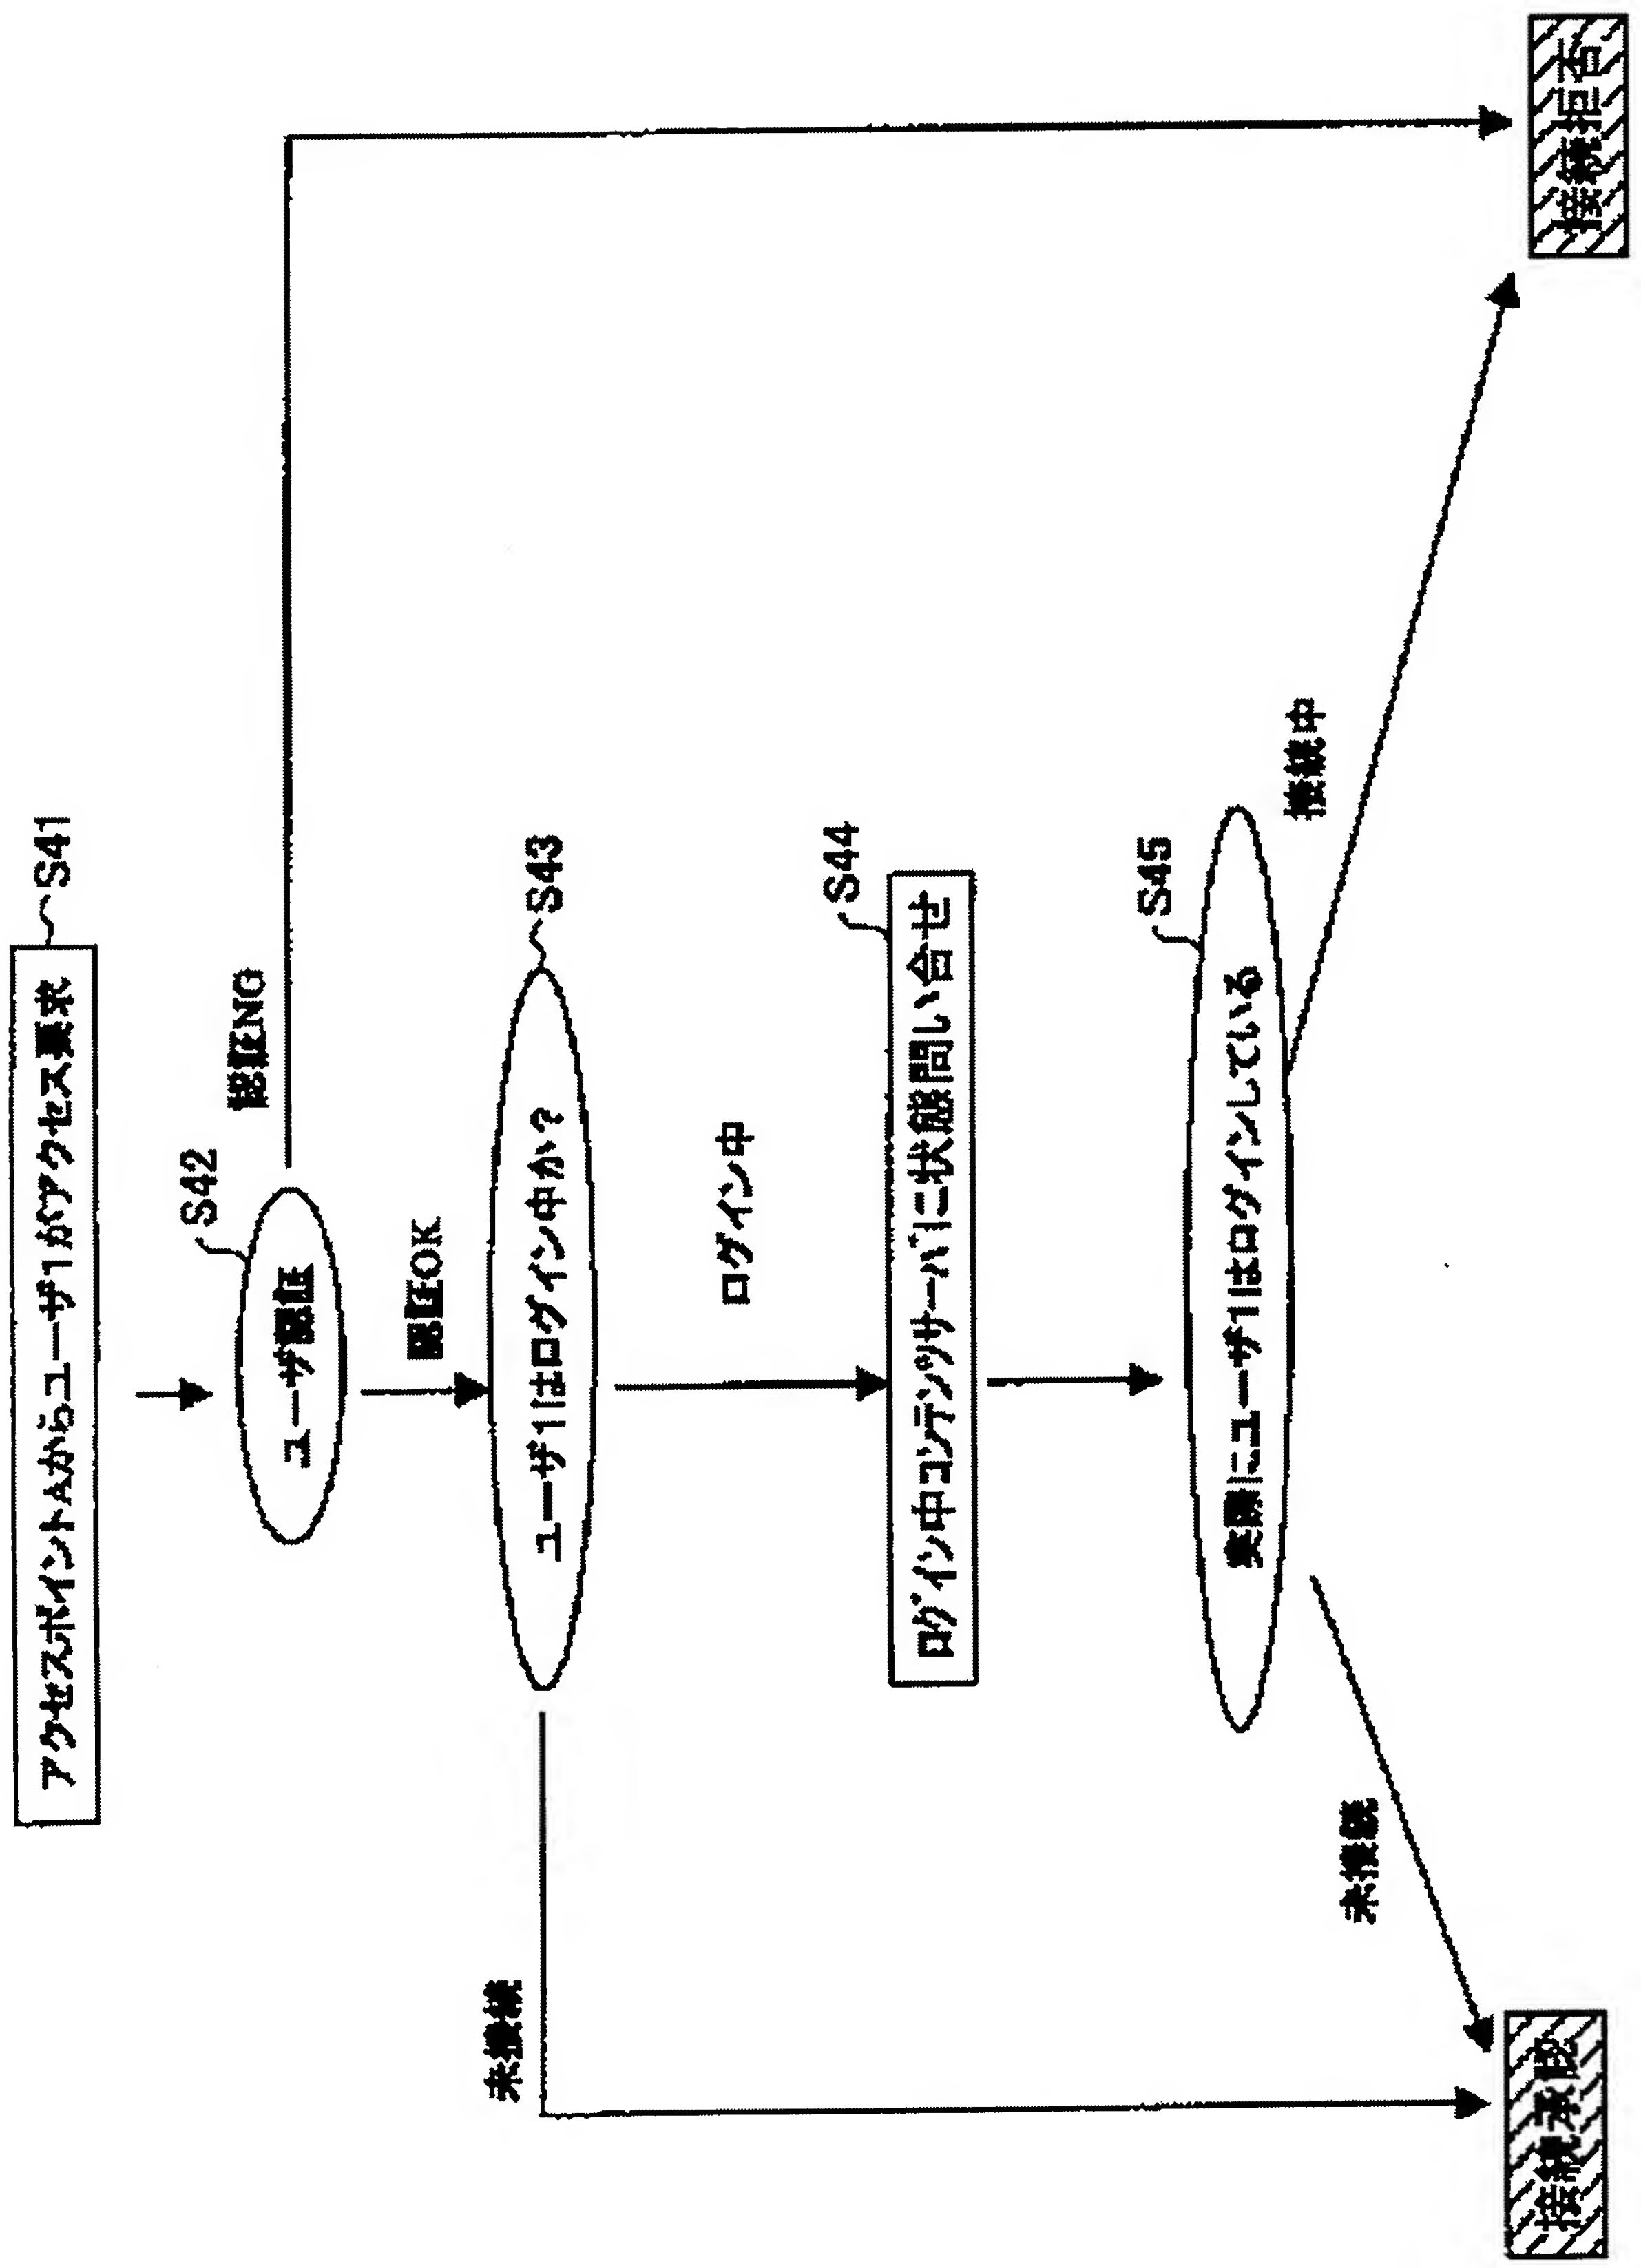 アクセスポイントAからユーザ1がアクセス要求
S41
S42
ユーザ認証
認証NG
認証OK
S43
ユーザ1はログイン中か?
未接続
ログイン中
S44
ログイン中コンテンツサーバに状態問い合せ
S45
実際にユーザ1はログインしている
接続中
未接続
接続承認
接続拒否